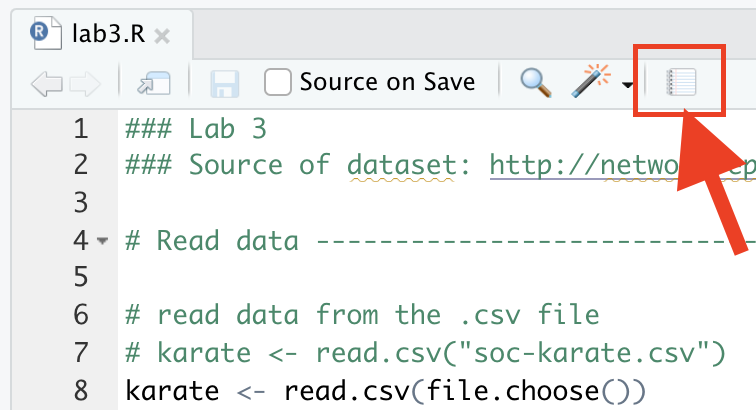 R lab3.R
Source on Save
1 ### Lab 3
2 ### Source of dataset: http://netwo
3
4 # Read data ----------------------------
5
6 # read data from the .csv file
7 # karate <- read.csv("soc-karate.csv")
8 karate <- read.csv(file.choose())